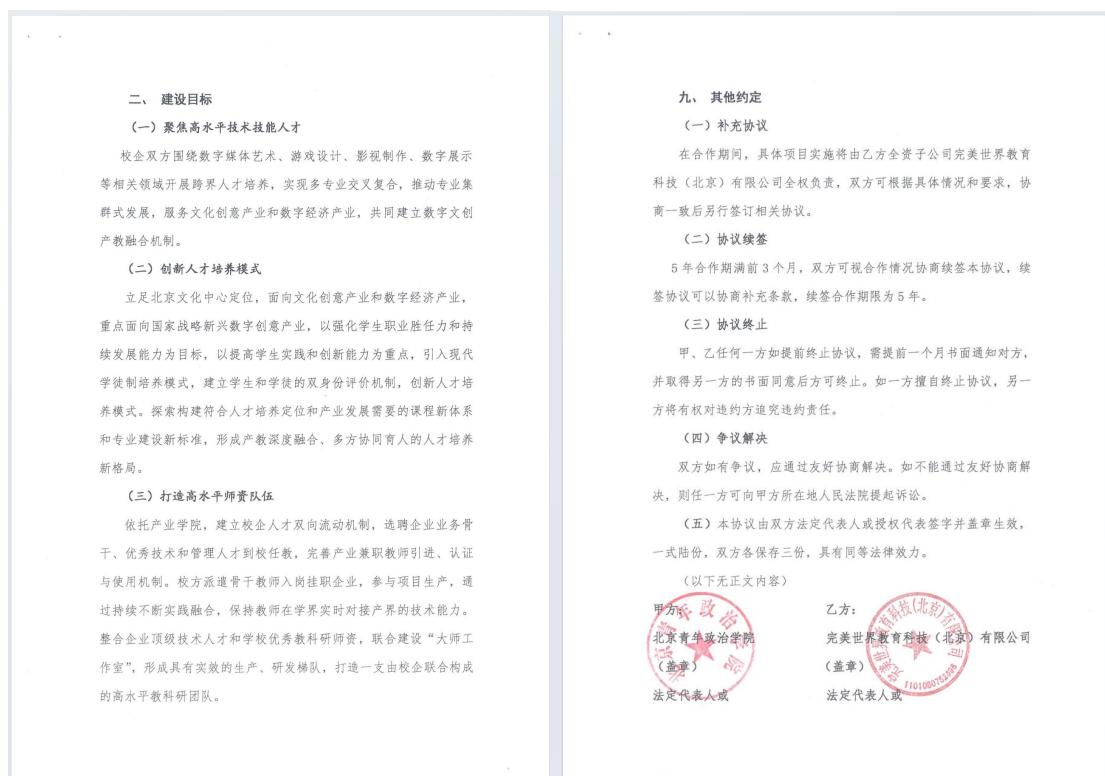 二、 建设目标
（一）聚焦高水平技术技能人才
校企双方围绕数字媒体艺术、游戏设计、影视制作、数字展示
等相关领域开展跨界人才培养，实现多专业交叉复合，推动专业集
群式发展，服务文化创意产业和数字经济产业，共同建立数字文创
产教融合机制。
（二）创新人才培养模式
立足北京文化中心定位，面向文化创意产业和数字经济产业，
重点面向国家战略新兴数字创意产业，以强化学生职业胜任力和持
续发展能力为目标，以提高学生实践和创新能力为重点，引入现代
学徒制培养模式，建立学生和学徒的双身份评价机制，创新人才培
养模式。探索构建符合人才培养定位和产业发展需要的课程新体系
和专业建设新标准，形成产教深度融合、多方协同育人的人才培养
新格局。
（三）打造高水平师资队伍
依托产业学院，建立校企人才双向流动机制，选聘企业业务骨
干、优秀技术和管理人才到校任教，完善产业兼职教师引进、认证
与使用机制。校方派遣骨干教师入岗挂职企业，参与项目生产，通
过持续不断实践融合，保持教师在学界实时对接产界的技术能力。
整合企业顶级技术人才和学校优秀教科研师资，联合建设“大师工
作室”，形成具有实效的生产、研发梯队，打造一支由校企联合构成
的高水平教科研团队。
九、 其他约定
（一）补充协议
在合作期间，具体项目实施将由乙方全资子公司完美世界教育
科技（北京）有限公司全权负责，双方可根据具体情况和要求，协
商一致后另行签订相关协议。
（二）协议续签
5 年合作期满前 3 个月，双方可视合作情况协商续签本协议，续
签协议可以协商补充条款，续签合作期限为 5 年。
（三）协议终止
甲、乙任何一方如提前终止协议，需提前一个月书面通知对方，
并取得另一方的书面同意后方可终止。如一方擅自终止协议，另一
方将有权对违约方追究违约责任。
（四）争议解决
双方如有争议，应通过友好协商解决。如不能通过友好协商解
决，则任一方可向甲方所在地人民法院提起诉讼。
（五）本协议由双方法定代表人或授权代表签字并盖章生效，
一式陆份，双方各保存三份，具有同等法律效力。
（以下无正文内容）
甲方： 乙方：
北京青年政治学院 完美世界教育科技（北京）有限公司
（盖章） （盖章）
法定代表人或 法定代表人或
北京青年政治学院
完美世界教育科技(北京)有限公司